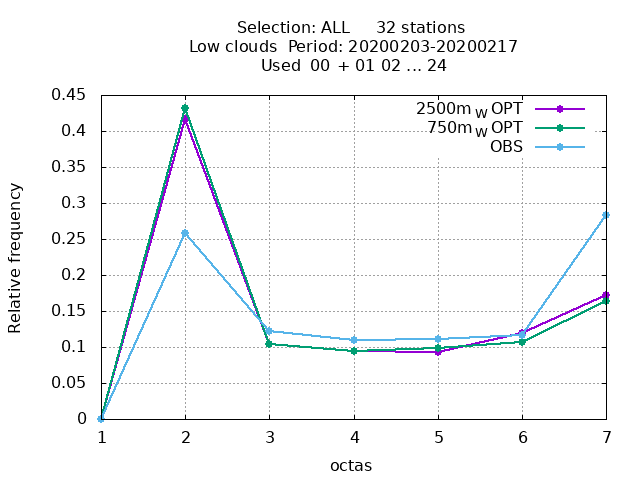 Selection: ALL 32 stations
Low clouds Period: 20200203-20200217
Used 00 + 01 02 ... 24
2500m W OPT
750m W OPT
OBS
Relative frequency
0.45
0.4
0.35
0.3
0.25
0.2
0.15
0.1
0.05
0
1 2 3 4 5 6 7
octas